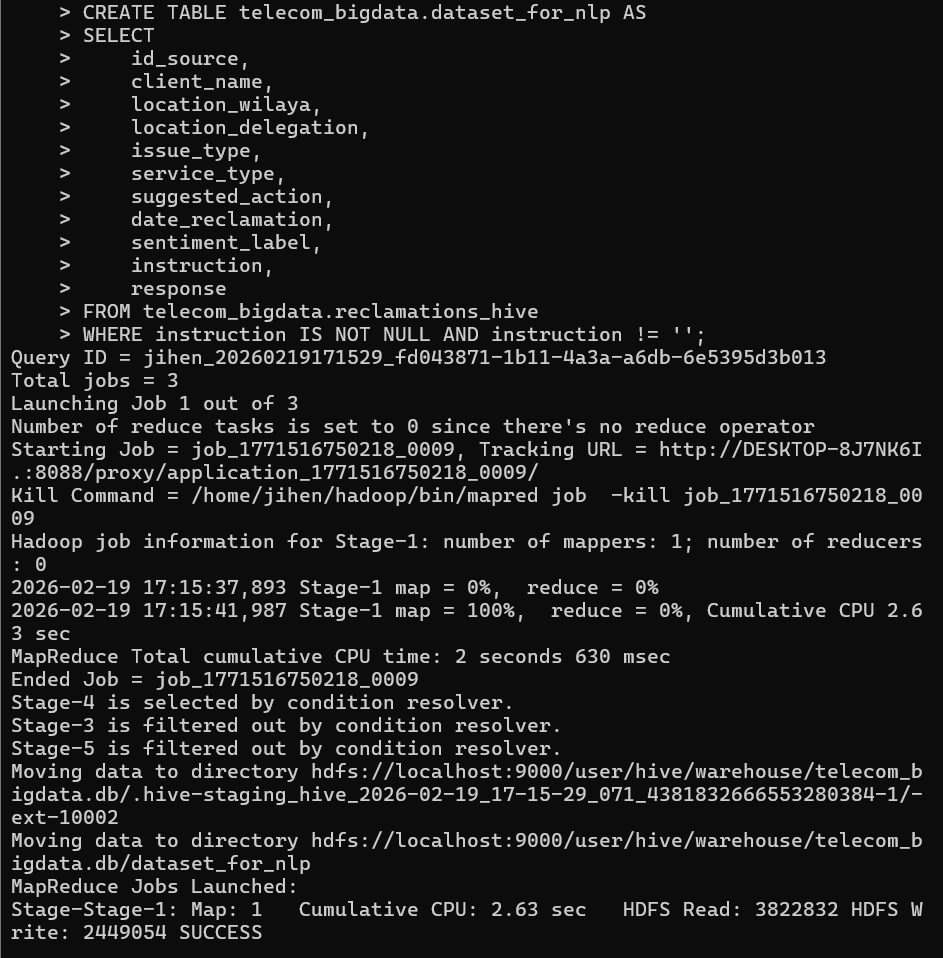 > CREATE TABLE telecom_bigdata.dataset_for_nlp AS
> SELECT
>     id_source,
>     client_name,
>     location_wilaya,
>     location_delegation,
>     issue_type,
>     service_type,
>     suggested_action,
>     date_reclamation,
>     sentiment_label,
>     instruction,
>     response
> FROM telecom_bigdata.reclamations_hive
> WHERE instruction IS NOT NULL AND instruction != '';
Query ID = jihen_20260219171529_fd043871-1b11-4a3a-a6db-6e5395d3b013
Total jobs = 3
Launching Job 1 out of 3
Number of reduce tasks is set to 0 since there's no reduce operator
Starting Job = job_1771516750218_0009, Tracking URL = http://DESKTOP-8J7NK6I
.:8088/proxy/application_1771516750218_0009/
Kill Command = /home/jihen/hadoop/bin/mapred job  -kill job_1771516750218_00
09
Hadoop job information for Stage-1: number of mappers: 1; number of reducers
: 0
2026-02-19 17:15:37,893 Stage-1 map = 0%,  reduce = 0%
2026-02-19 17:15:41,987 Stage-1 map = 100%,  reduce = 0%, Cumulative CPU 2.6
3 sec
MapReduce Total cumulative CPU time: 2 seconds 630 msec
Ended Job = job_1771516750218_0009
Stage-4 is selected by condition resolver.
Stage-3 is filtered out by condition resolver.
Stage-5 is filtered out by condition resolver.
Moving data to directory hdfs://localhost:9000/user/hive/warehouse/telecom_b
igdata.db/.hive-staging_hive_2026-02-19_17-15-29_071_4381832666553280384-1/-
ext-10002
Moving data to directory hdfs://localhost:9000/user/hive/warehouse/telecom_b
igdata.db/dataset_for_nlp
MapReduce Jobs Launched:
Stage-Stage-1: Map: 1   Cumulative CPU: 2.63 sec   HDFS Read: 3822832 HDFS W
rite: 2449054 SUCCESS